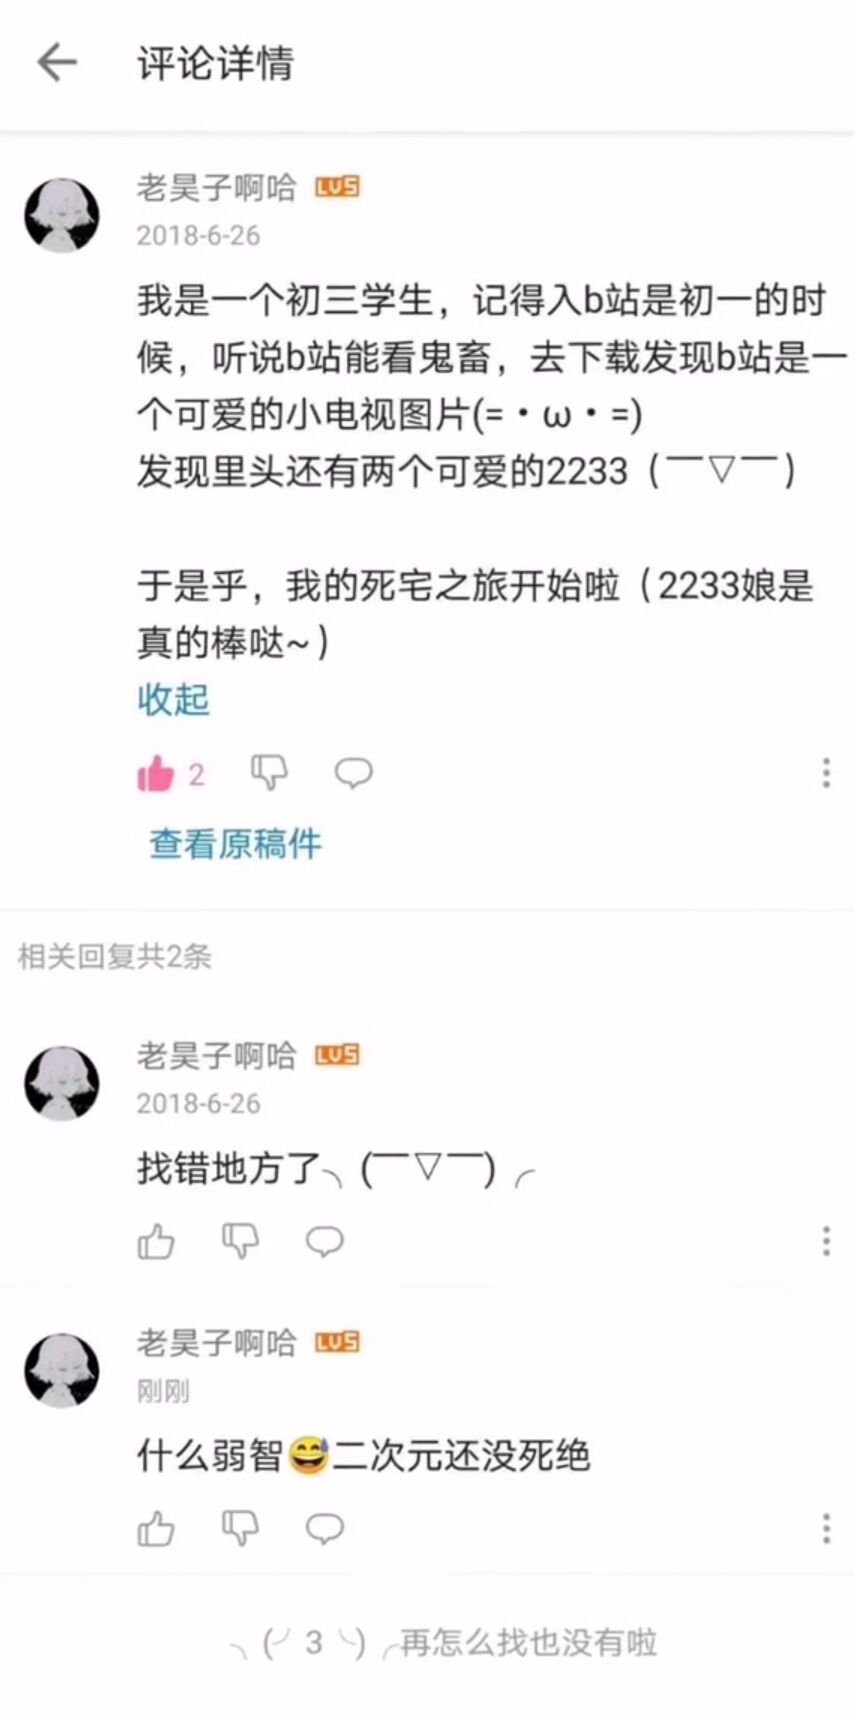 评论详情
老昊子啊哈 LV5
2018-6-26
我是一个初三学生，记得入b站是初一的时
候，听说b站能看鬼畜，去下载发现b站是一
个可爱的小电视图片(=・ω・=)
发现里头还有两个可爱的2233（￣▽￣）
于是乎，我的死宅之旅开始啦（2233娘是
真的棒哒~）
收起
2
查看原稿件
相关回复共2条
老昊子啊哈 LV5
2018-6-26
找错地方了╮(￣▽￣)╭
老昊子啊哈 LV5
刚刚
什么弱智😅二次元还没死绝
╮(╯3╰)╭再怎么找也没有啦